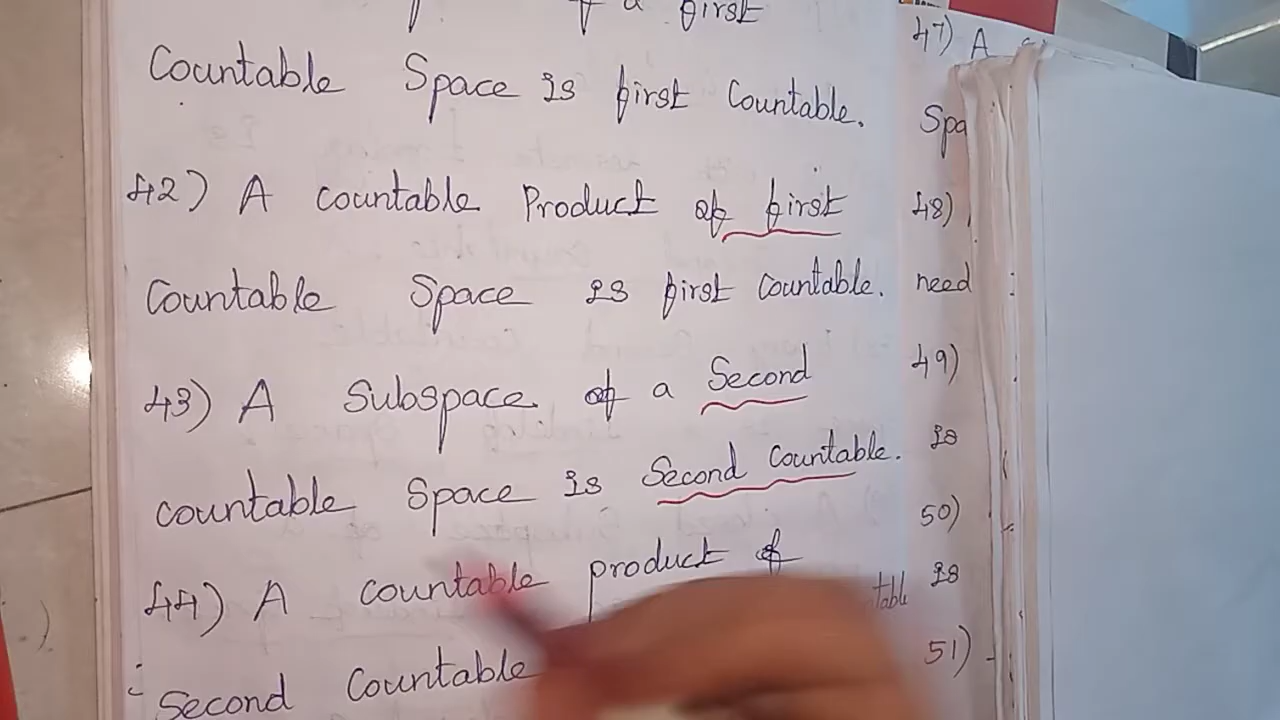 a first
Countable Space is first Countable.
42) A countable Product of first
Countable Space is first Countable.
43) A Subspace of a Second
countable Space is Second Countable.
44) A countable product of
Second Countable
47) A
Spa
48)
need
49)
is
50)
is
51)